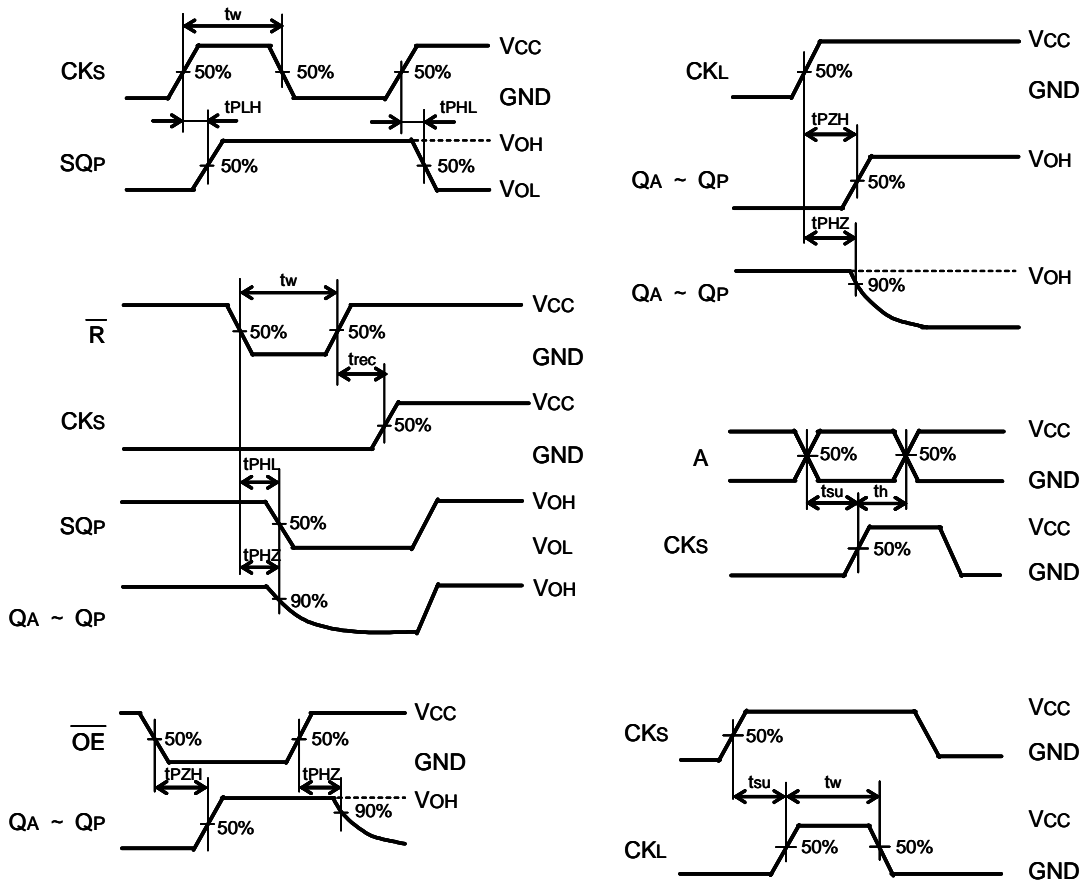 tw
VCC
CKS
50%
50%
50%
GND
tPLH
tPHL
VOH
SQP
50%
50%
VOL
VCC
CKL
50%
GND
tPZH
VOH
QA ~ QP
50%
tPHZ
VOH
QA ~ QP
90%
tw
VCC
R
50%
50%
GND
trec
VCC
CKS
50%
GND
tPHL
VOH
SQP
50%
VOL
tPHZ
VOH
90%
QA ~ QP
VCC
A
50%
50%
GND
tsu
th
VCC
CKS
50%
GND
VCC
OE
50%
50%
GND
tPZH
tPHZ
VOH
90%
QA ~ QP
50%
VCC
CKS
50%
GND
tsu
tw
VCC
CKL
50%
50%
GND